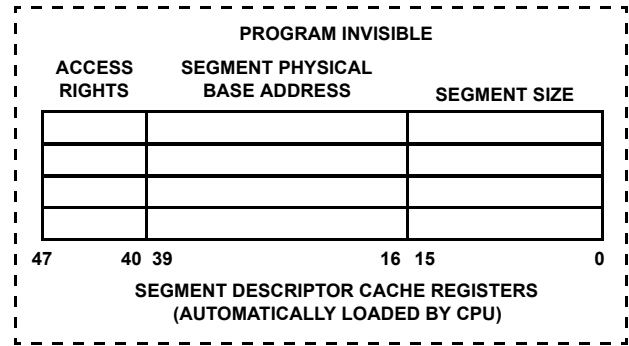 PROGRAM INVISIBLE
ACCESS RIGHTS
SEGMENT PHYSICAL BASE ADDRESS
SEGMENT SIZE
47 40 39 16 15 0
SEGMENT DESCRIPTOR CACHE REGISTERS
(AUTOMATICALLY LOADED BY CPU)